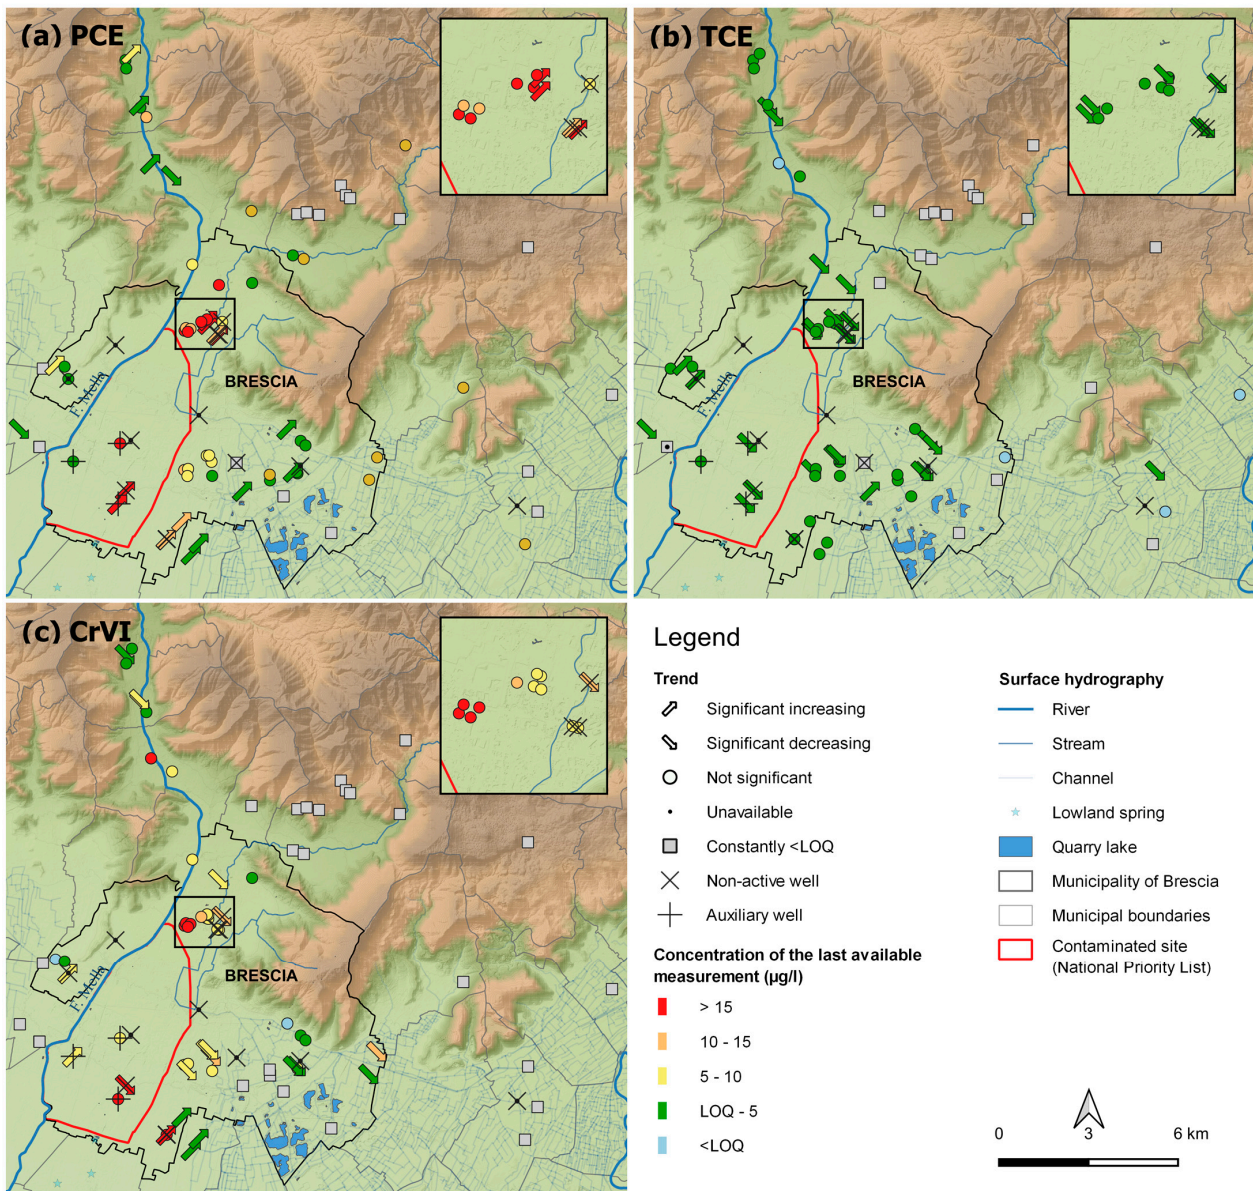 (a) PCE
BRESCIA
F. Mella
(b) TCE
BRESCIA
F. Mella
(c) CrVI
BRESCIA
F. Mella
Legend
Trend
Significant increasing
Significant decreasing
Not significant
Unavailable
Constantly <LOQ
Non-active well
Auxiliary well
Concentration of the last available
measurement (µg/l)
> 15
10 - 15
5 - 10
LOQ - 5
<LOQ
Surface hydrography
River
Stream
Channel
Lowland spring
Quarry lake
Municipality of Brescia
Municipal boundaries
Contaminated site
(National Priority List)
0 3 6 km